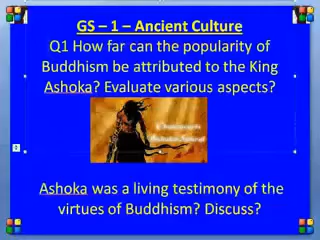 GS – 1 – Ancient Culture
Q1 How far can the popularity of
Buddhism be attributed to the King
Ashoka? Evaluate various aspects?
Ashoka was a living testimony of the
virtues of Buddhism? Discuss?